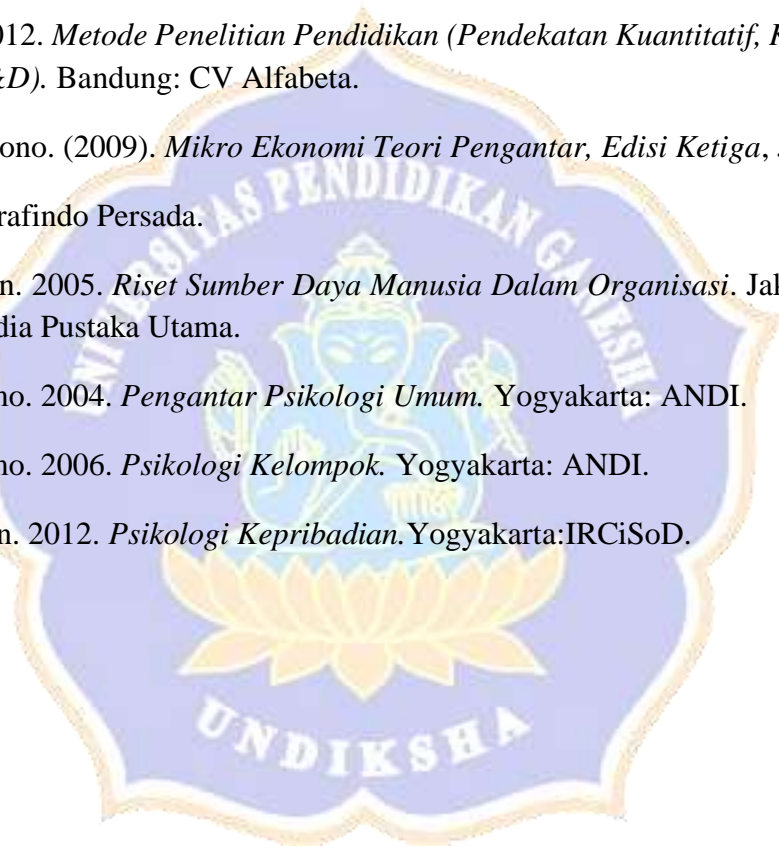 012. Metode Penelitian Pendidikan (Pendekatan Kuantitatif,
&D). Bandung: CV Alfabeta.
ono. (2009). Mikro Ekonomi Teori Pengantar, Edisi Ketiga,
rafindo Persada.
n. 2005. Riset Sumber Daya Manusia Dalam Organisasi. Jak
dia Pustaka Utama.
no. 2004. Pengantar Psikologi Umum. Yogyakarta: ANDI.
no. 2006. Psikologi Kelompok. Yogyakarta: ANDI.
n. 2012. Psikologi Kepribadian.Yogyakarta:IRCiSoD.
UNIVERSITAS PENDIDIKAN GANESHA
UNDIKSHA